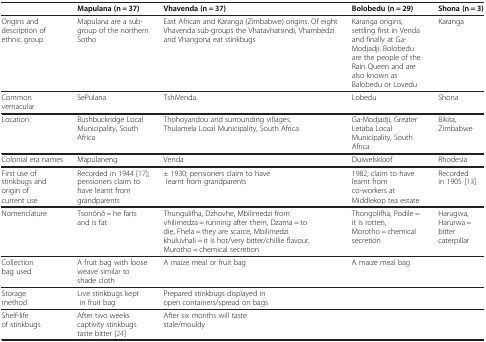 Mapulana (n = 37) Vhavenda (n = 37) Bolobedu (n = 29) Shona (n = 3)
Origins and description of ethnic group
Mapulana are a sub-group of the northern Sotho
East African and Karanga (Zimbabwe) origins. Of eight Vhavenda sub-groups the Vhatavhatsindi, Vhambedzi and Vhangona eat stinkbugs
Karanga origins, settling first in Venda and finally at Ga-Modjadji. Bolobedu are the people of the Rain Queen and are also known as Balobedu or Lovedu
Karanga
Common vernacular
SePulana
TshiVenda.
Lobedu
Shona
Location
Bushbuckridge Local Municipality, South Africa
Thohoyandou and surrounding villages, Thulamela Local Municipality, South Africa
Ga-Modjadji, Greater Letaba Local Municipality, South Africa
Bikita, Zimbabwe
Colonial era names
Mapulaneng
Venda
Duiwelskloof
Rhodesia
First use of stinkbugs and origin of current use
Recorded in 1944 [17]; pensioners claim to have learnt from grandparents
± 1930; pensioners claim to have learnt from grandparents
1982; claim to have learnt from co-workers at Middlekop tea estate
Recorded in 1905 [13]
Nomenclature
Tsonônô = he farts and is fat
Thungulifha, Dzhovhe, Mbilimedzi from vhilimedza = running after them, Dzama = to die, Fhela = they are scarce, Mbilimedzi khuluvhali = it is hot/very bitter/chillie flavour, Murotho = chemical secretion
Thongolifha, Podile = it is rotten, Morotho = chemical secretion
Harugwa, Harurwa = bitter caterpillar
Collection bag used
A fruit bag with loose weave similar to shade cloth
A maize meal or fruit bag
A maize meal bag
Storage method
Live stinkbugs kept in fruit bag
Prepared stinkbugs displayed in open containers/spread on bags
Shelf-life of stinkbugs
After two weeks captivity stinkbugs taste bitter [24]
After six months will taste stale/mouldy